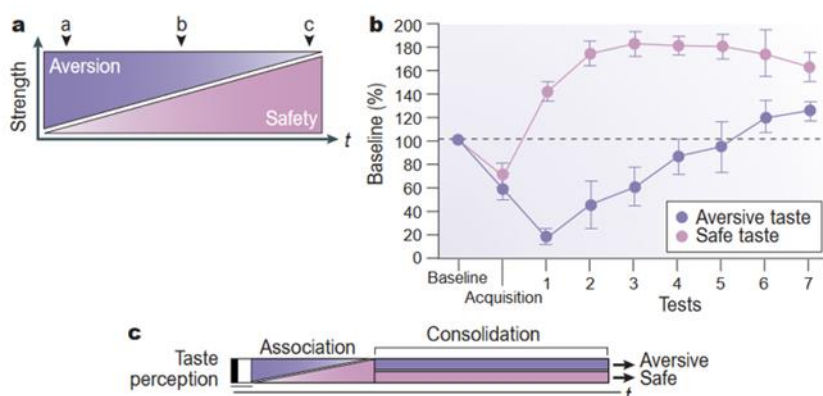 a
a b c
Strength
Aversion
Safety
t
b
Baseline (%)
200
180
160
140
120
100
80
60
40
20
0
Aversive taste
Safe taste
Baseline
Acquisition
1 2 3 4 5 6 7
Tests
c
Taste
perception
Association
Consolidation
Aversive
Safe
t